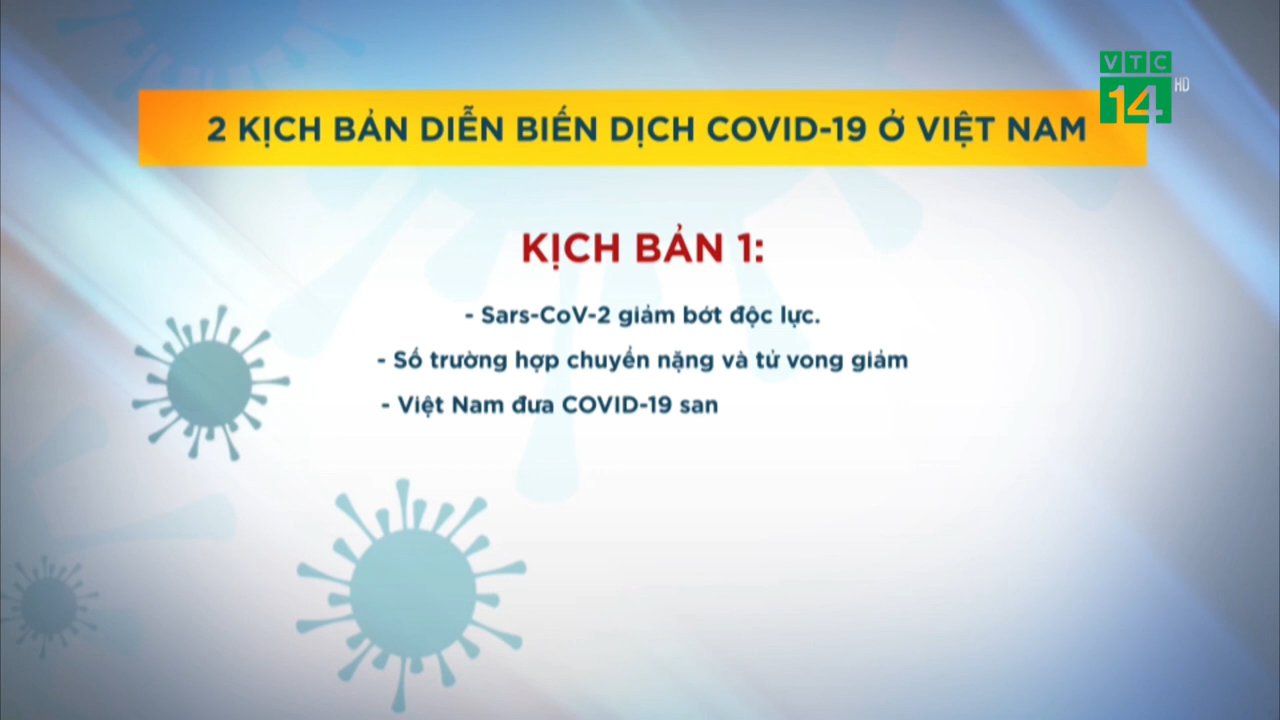 VTC
14
HD
2 KỊCH BẢN DIỄN BIẾN DỊCH COVID-19 Ở VIỆT NAM
KỊCH BẢN 1:
- Sars-CoV-2 giảm bớt độc lực.
- Số trường hợp chuyển nặng và tử vong giảm
- Việt Nam đưa COVID-19 san